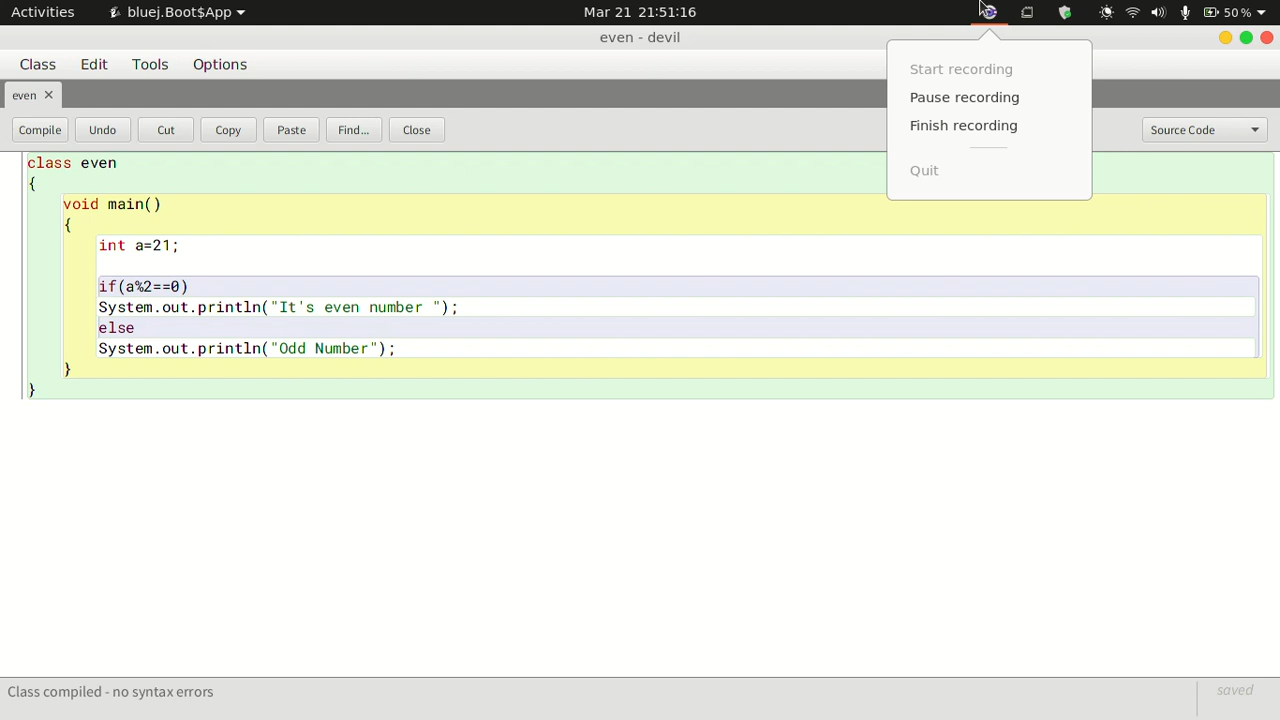 Activities bluej.Boot$App Mar 21 21:51:16 50 %
even - devil
Class Edit Tools Options
Start recording
Pause recording
Finish recording
Quit
even
Compile Undo Cut Copy Paste Find... Close Source Code
class even
{
void main()
{
int a=21;
if(a%2==0)
System.out.println("It's even number ");
else
System.out.println("Odd Number");
}
}
Class compiled - no syntax errors
saved